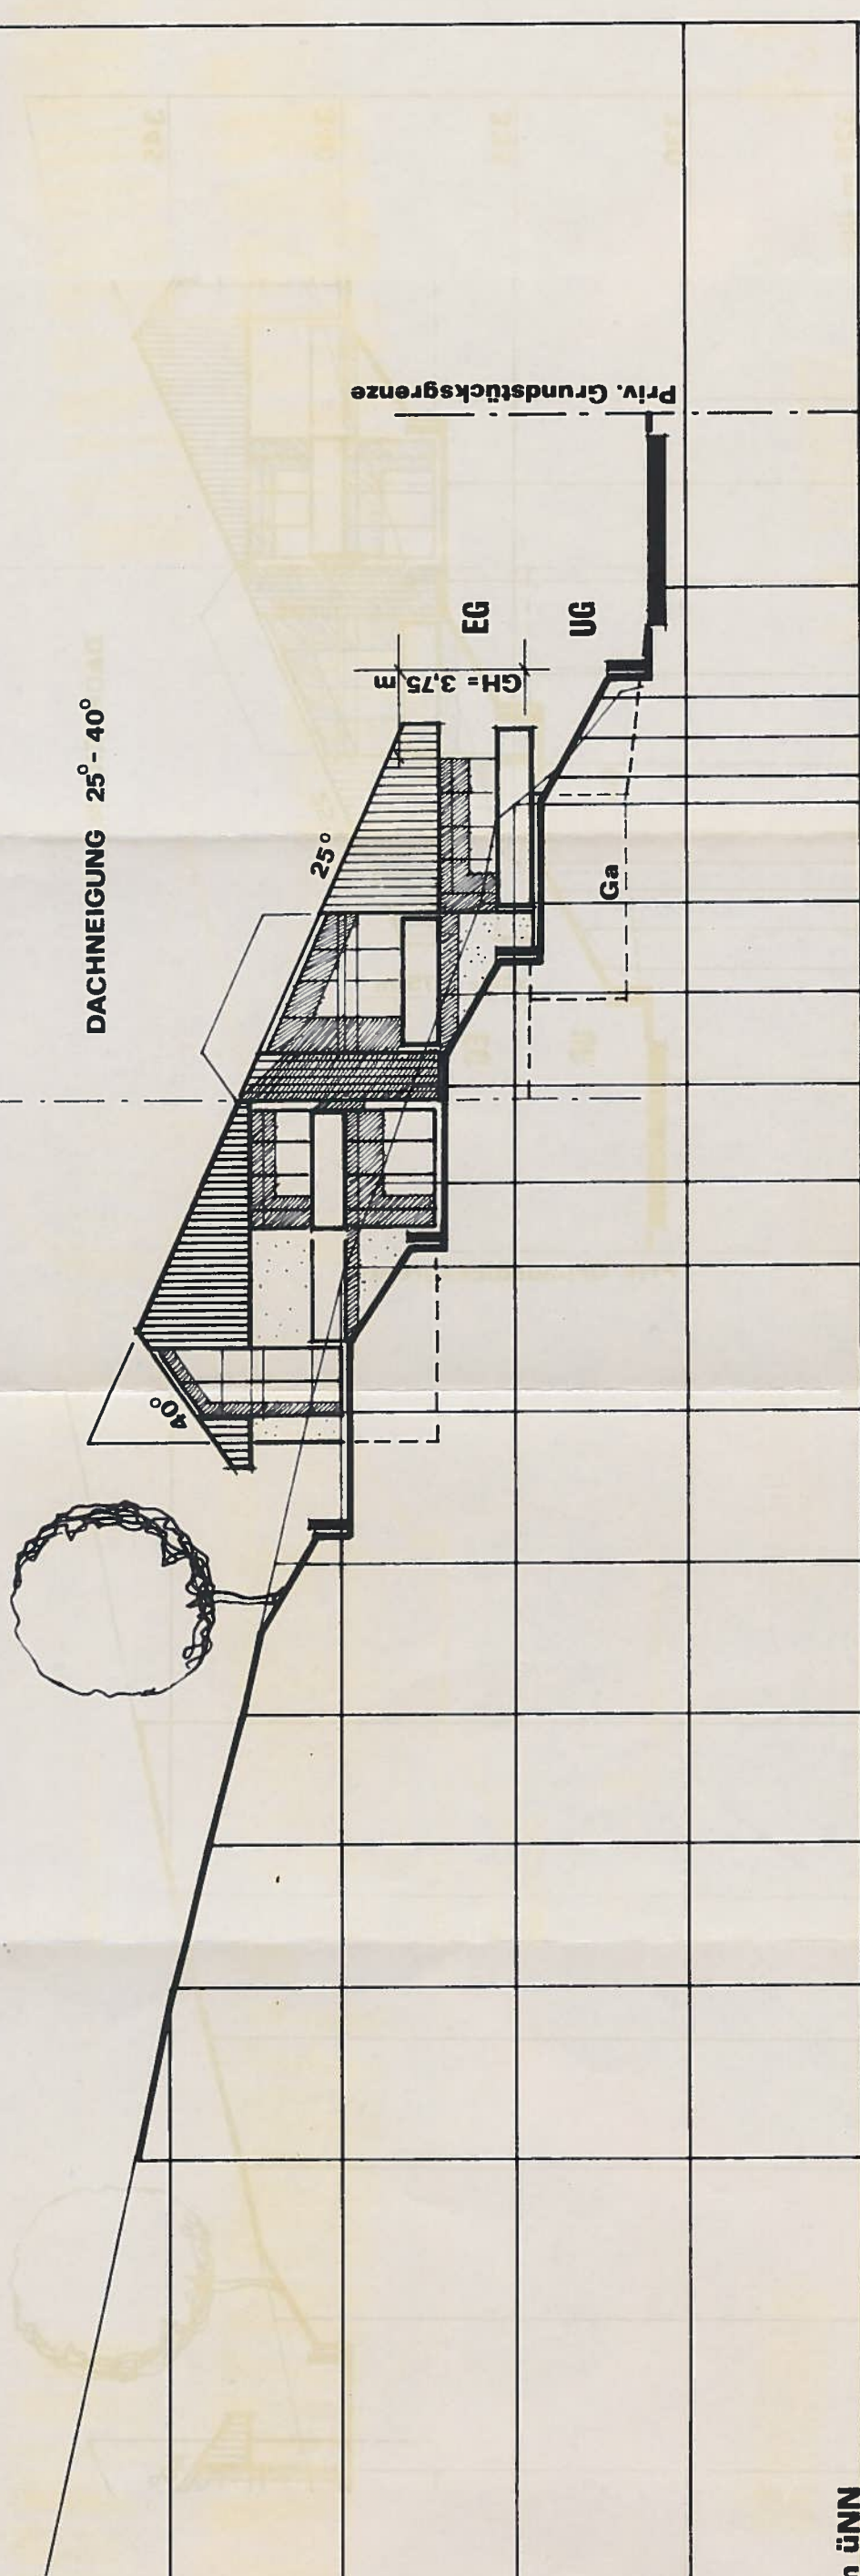 DACHNEIGUNG 25° - 40°
Priv. Grundstücksgrenze
EG
UG
GH = 3,75 m
25°
Ga
40°
üNN